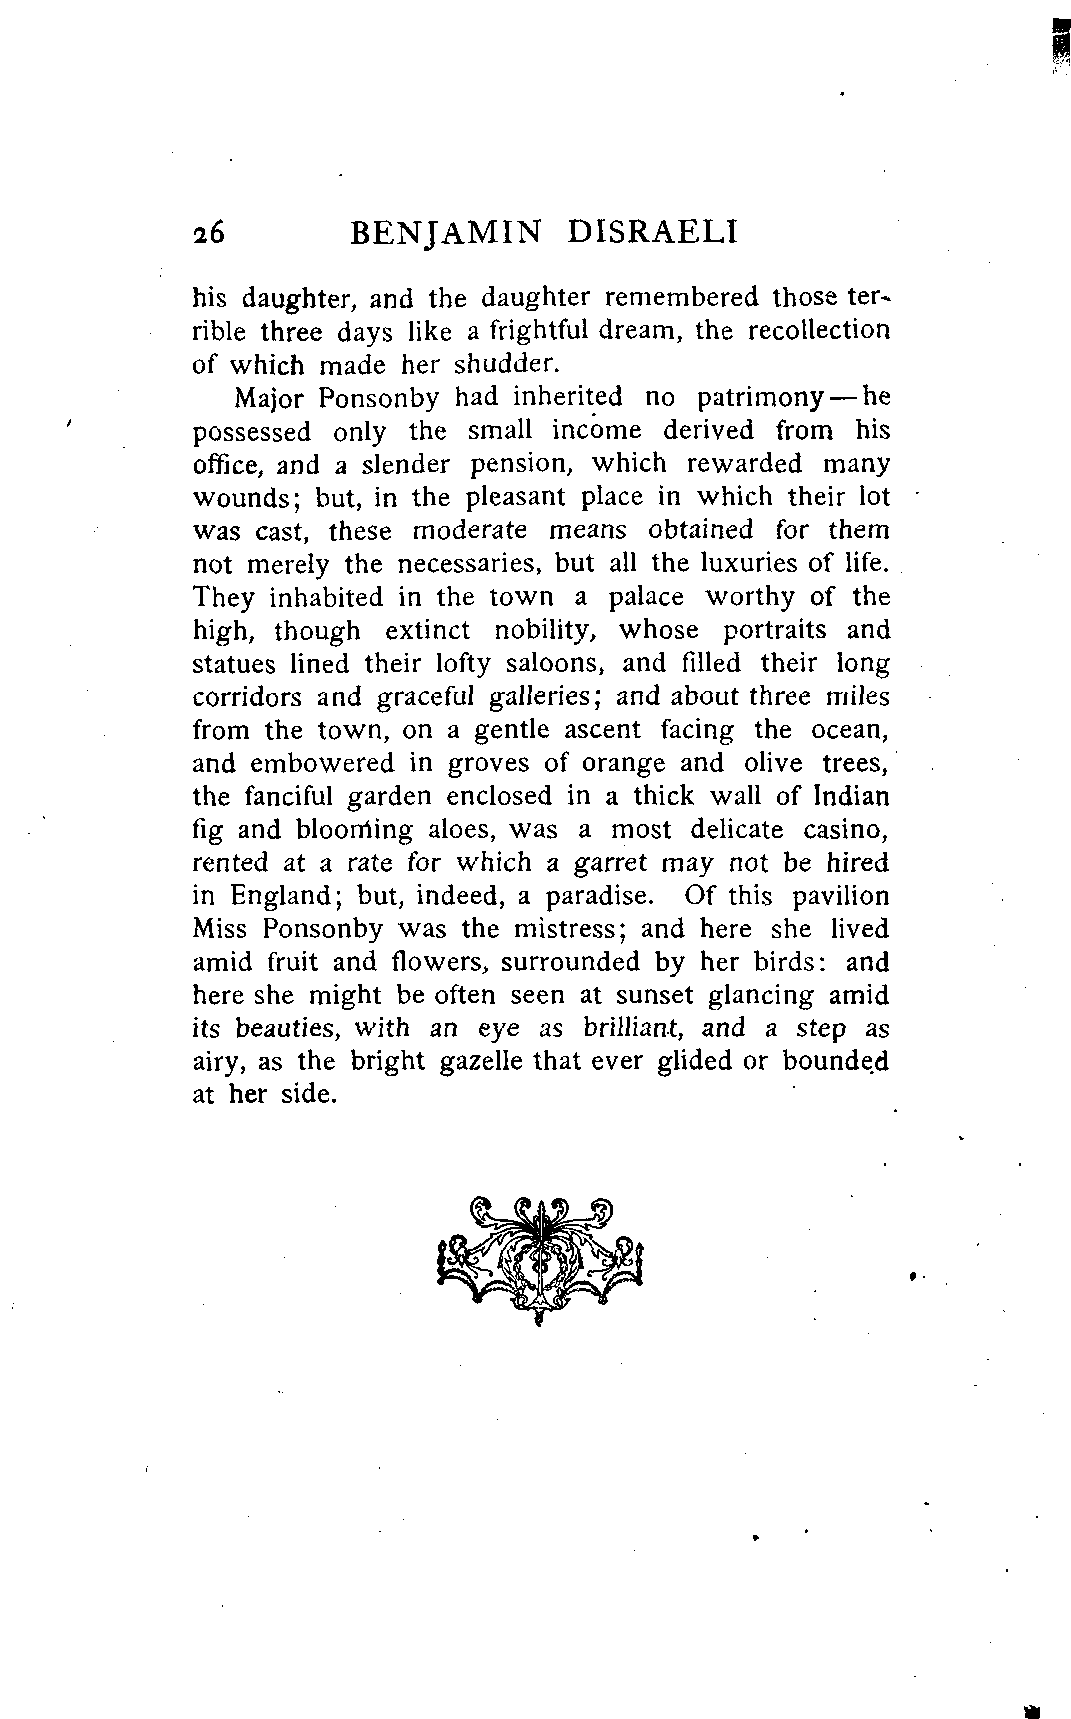 26 BENJAMIN DISRAELI
his daughter, and the daughter remembered those ter-
rible three days like a frightful dream, the recollection
of which made her shudder.
Major Ponsonby had inherited no patrimony—he
possessed only the small income derived from his
office, and a slender pension, which rewarded many
wounds; but, in the pleasant place in which their lot
was cast, these moderate means obtained for them
not merely the necessaries, but all the luxuries of life.
They inhabited in the town a palace worthy of the
high, though extinct nobility, whose portraits and
statues lined their lofty saloons, and filled their long
corridors and graceful galleries; and about three miles
from the town, on a gentle ascent facing the ocean,
and embowered in groves of orange and olive trees,
the fanciful garden enclosed in a thick wall of Indian
fig and blooming aloes, was a most delicate casino,
rented at a rate for which a garret may not be hired
in England; but, indeed, a paradise. Of this pavilion
Miss Ponsonby was the mistress; and here she lived
amid fruit and flowers, surrounded by her birds: and
here she might be often seen at sunset glancing amid
its beauties, with an eye as brilliant, and a step as
airy, as the bright gazelle that ever glided or bounded
at her side.